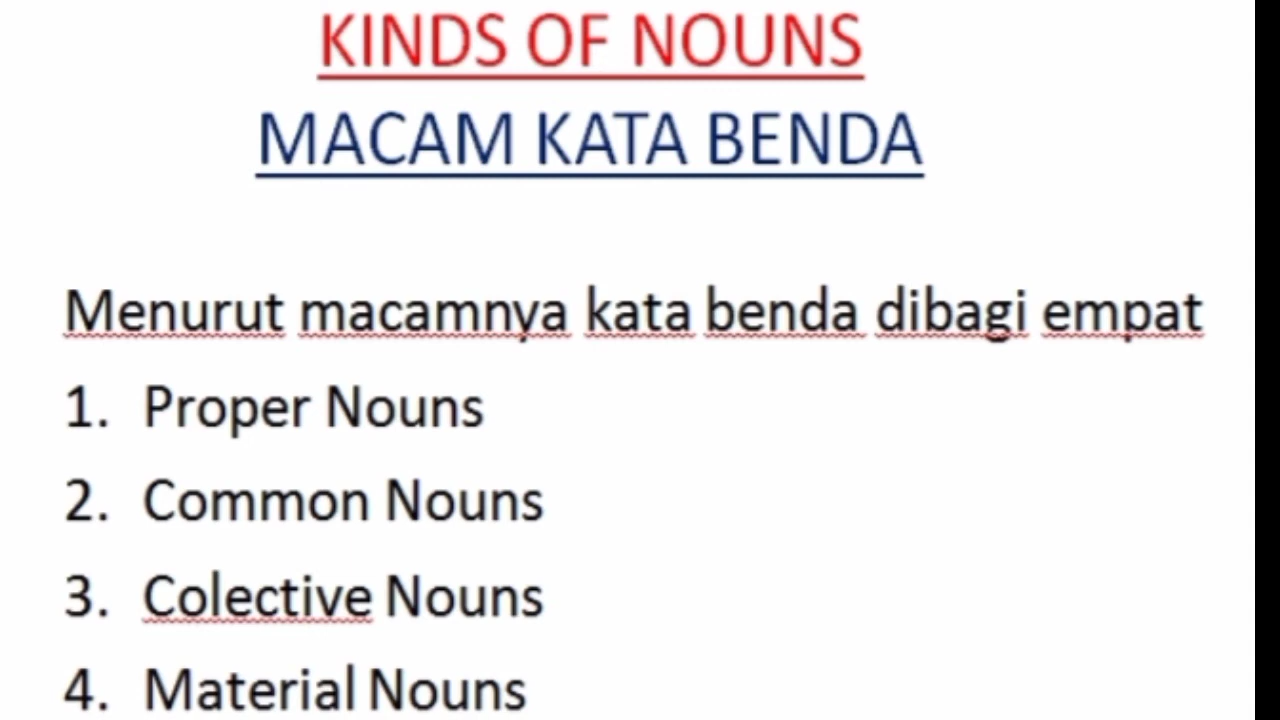 KINDS OF NOUNS
MACAM KATA BENDA
Menurut macamnya kata benda dibagi empat
1. Proper Nouns
2. Common Nouns
3. Colective Nouns
4. Material Nouns